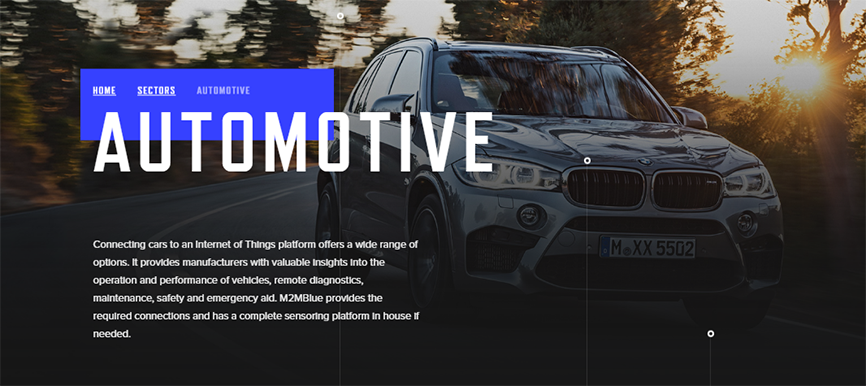 HOME SECTORS AUTOMOTIVE
AUTOMOTIVE
Connecting cars to an Internet of Things platform offers a wide range of
options. It provides manufacturers with valuable insights into the
operation and performance of vehicles, remote diagnostics,
maintenance, safety and emergency aid. M2MBlue provides the
required connections and has a complete sensoring platform in house if
needed.
M XX 5502